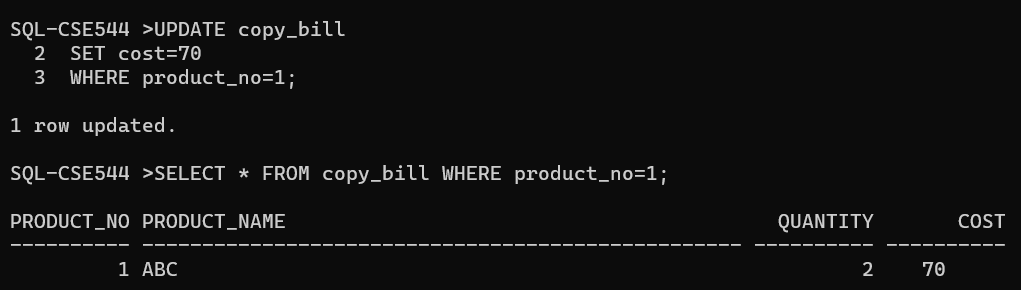 SQL-CSE544 >UPDATE copy_bill
  2  SET cost=70
  3  WHERE product_no=1;
1 row updated.
SQL-CSE544 >SELECT * FROM copy_bill WHERE product_no=1;
PRODUCT_NO PRODUCT_NAME                                         QUANTITY       COST
---------- -------------------------------------------------- ---------- ----------
         1 ABC                                                         2    70